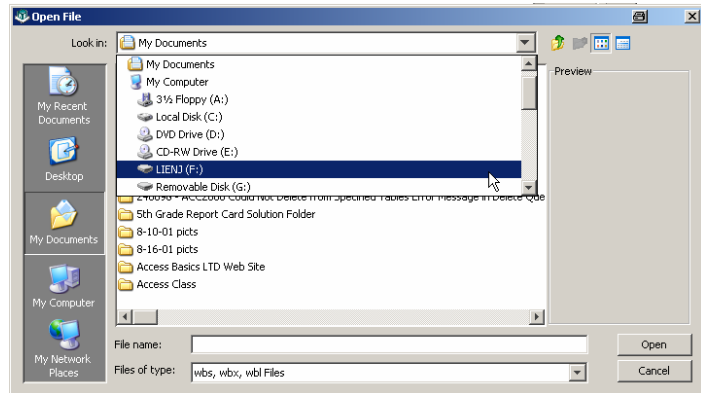 Open File
Look in:
My Documents
My Documents
My Computer
3½ Floppy (A:)
Local Disk (C:)
DVD Drive (D:)
CD-RW Drive (E:)
LIENJ (F:)
Removable Disk (G:)
5th Grade Report Card Solution Folder
8-10-01 picts
8-16-01 picts
Access Basics LTD Web Site
Access Class
Preview
My Recent
Documents
Desktop
My Documents
My Computer
My Network
Places
File name:
Open
Files of type:
wbs, wbx, wbl Files
Cancel